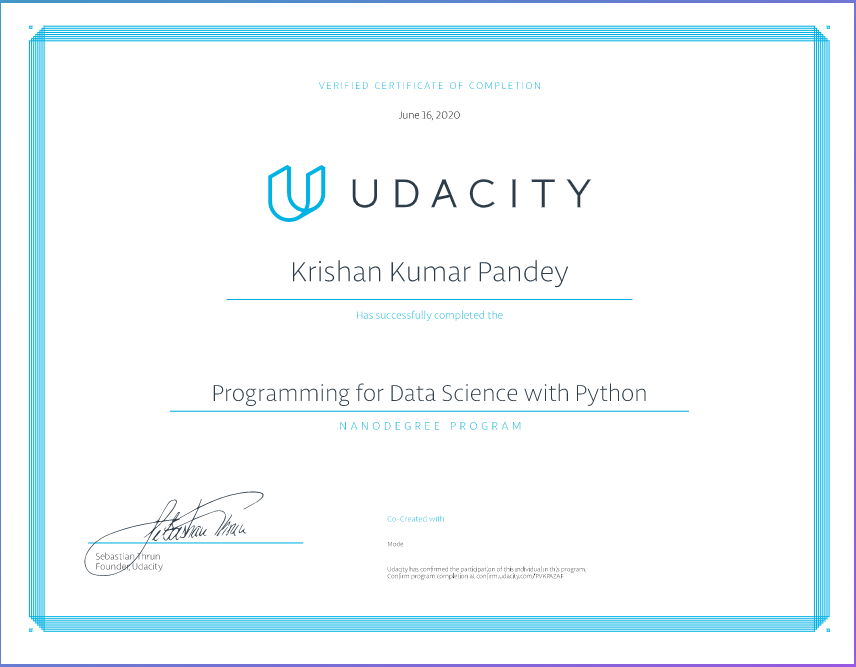 VERIFIED CERTIFICATE OF COMPLETION
June 16, 2020
UDACITY
Krishan Kumar Pandey
Has successfully completed the
Programming for Data Science with Python
NANODEGREE PROGRAM
Sebastian Thrun
Co-Created with
Mode
Sebastian Thrun
Founder, Udacity
Udacity has confirmed the participation of this individual in this program.
Confirm program completion at confirm.udacity.com/PVKPAZAF